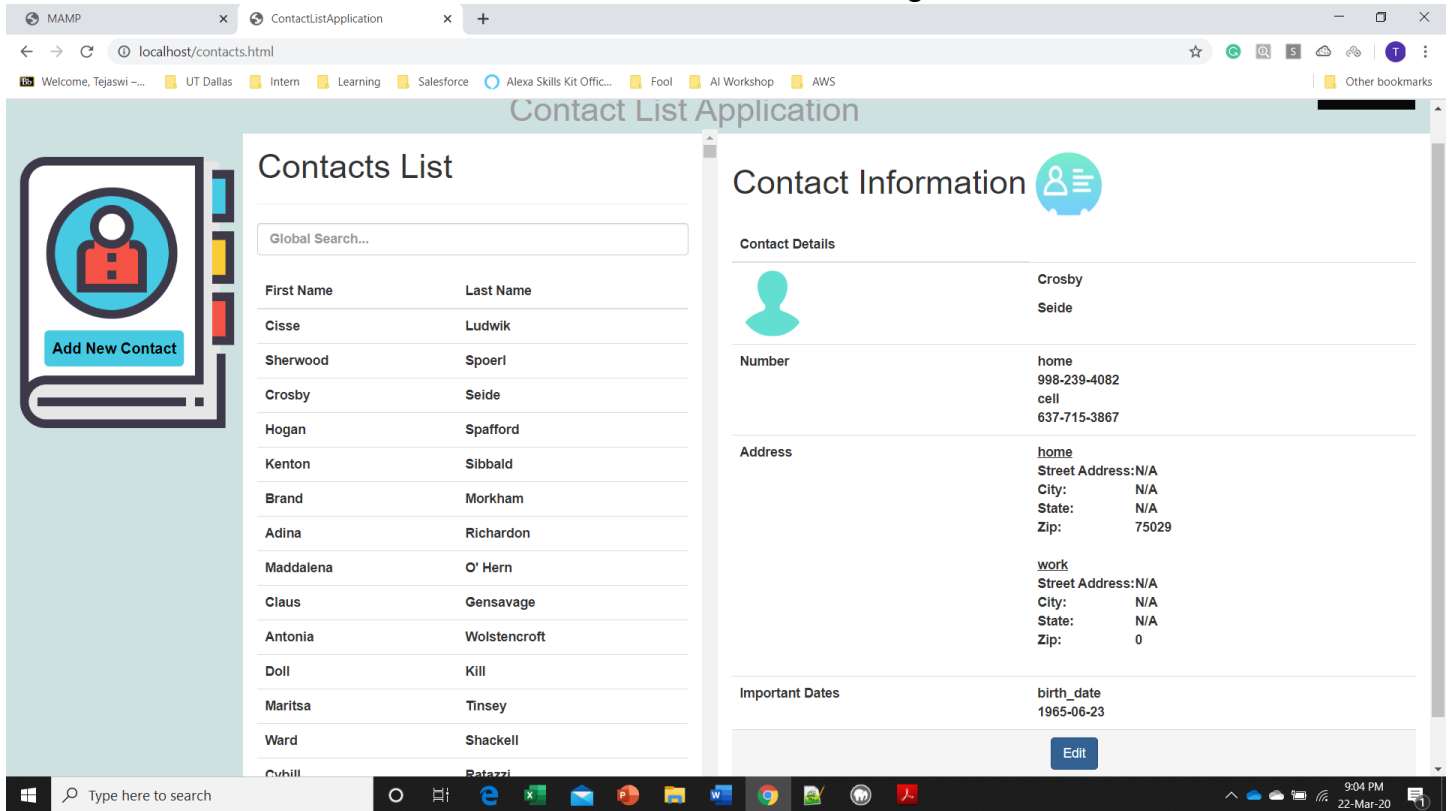 MAMP
ContactListApplication
localhost/contacts.html
Bb Welcome, Tejaswi –...
UT Dallas
Intern
Learning
Salesforce
Alexa Skills Kit Offic...
Fool
AI Workshop
AWS
Other bookmarks
T
S
Contact List Application
Add New Contact
Contacts List
Global Search...
First Name Last Name
Cisse Ludwik
Sherwood Spoerl
Crosby Seide
Hogan Spafford
Kenton Sibbald
Brand Morkham
Adina Richardon
Maddalena O' Hern
Claus Gensavage
Antonia Wolstencroft
Doll Kill
Maritsa Tinsey
Ward Shackell
Cybill Ratazzi
Contact Information
Contact Details
Crosby
Seide
Number home
998-239-4082
cell
637-715-3867
Address home
Street Address:N/A
City: N/A
State: N/A
Zip: 75029
work
Street Address:N/A
City: N/A
State: N/A
Zip: 0
Important Dates birth_date
1965-06-23
Edit
Type here to search
9:04 PM
22-Mar-20